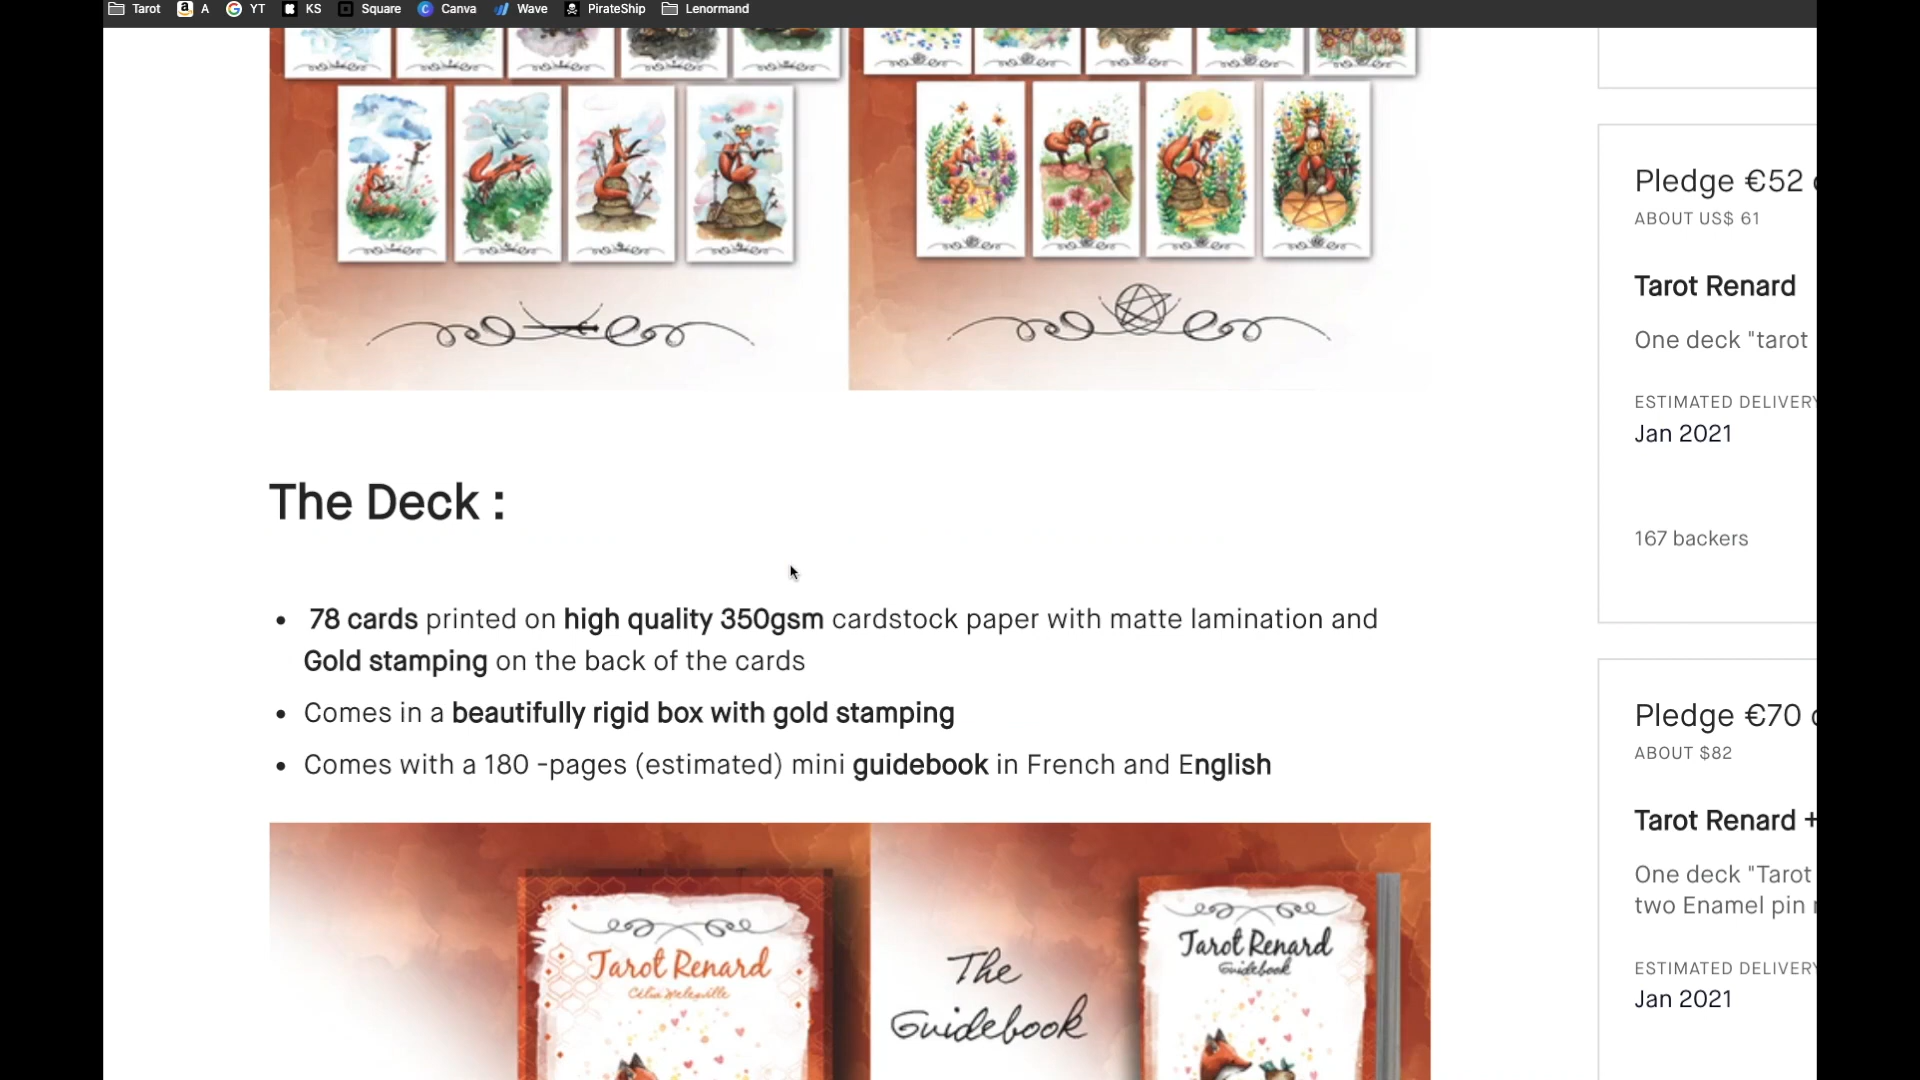 Tarot A YT KS Square Canva Wave PirateShip Lenormand
Pledge €52
ABOUT US$ 61
Tarot Renard
One deck "tarot
ESTIMATED DELIVERY
Jan 2021
167 backers
The Deck :
78 cards printed on high quality 350gsm cardstock paper with matte lamination and
Gold stamping on the back of the cards
Comes in a beautifully rigid box with gold stamping
Comes with a 180 -pages (estimated) mini guidebook in French and English
Pledge €70
ABOUT $82
Tarot Renard +
One deck "Tarot
two Enamel pin
ESTIMATED DELIVERY
Jan 2021
Tarot Renard
The
Guidebook
Tarot Renard
Guidebook